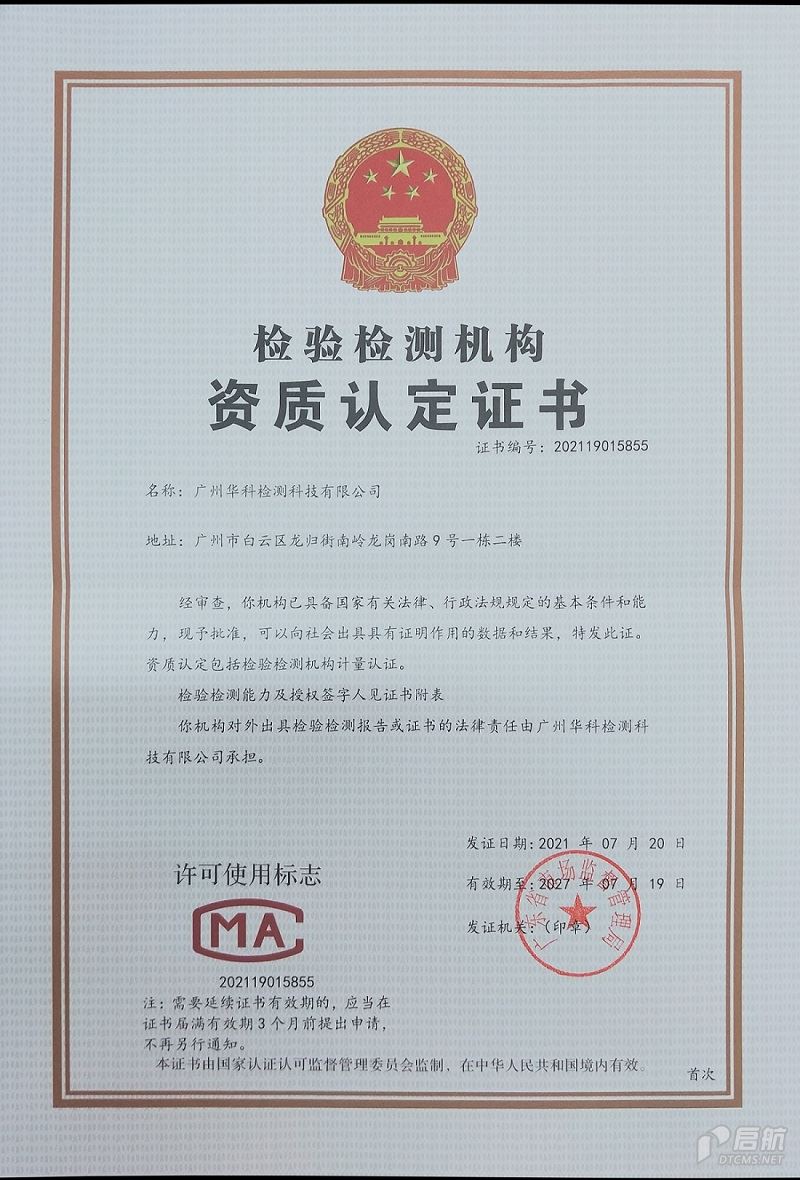 检验检测机构
资质认定证书
证书编号：202119015855
名称：广州华科检测科技有限公司
地址：广州市白云区龙归街南岭龙岗南路9号一栋二楼
经审查，你机构已具备国家有关法律、行政法规规定的基本条件和能
力，现予批准，可以向社会出具具有证明作用的数据和结果，特发此证。
资质认定包括检验检测机构计量认证。
检验检测能力及授权签字人见证书附表
你机构对外出具检验检测报告或证书的法律责任由广州华科检测科
技有限公司承担。
许可使用标志
MA
202119015855
注：需要延续证书有效期的，应当在
证书届满有效期3个月前提出申请，
不再另行通知。
发证日期：2021 年 07 月 20 日
有效期至：2027 年 07 月 19 日
发证机关：（印章）
广东省市场监督管理局
本证书由国家认证认可监督管理委员会监制，在中华人民共和国境内有效。
首次
启航
DTCMS.NET